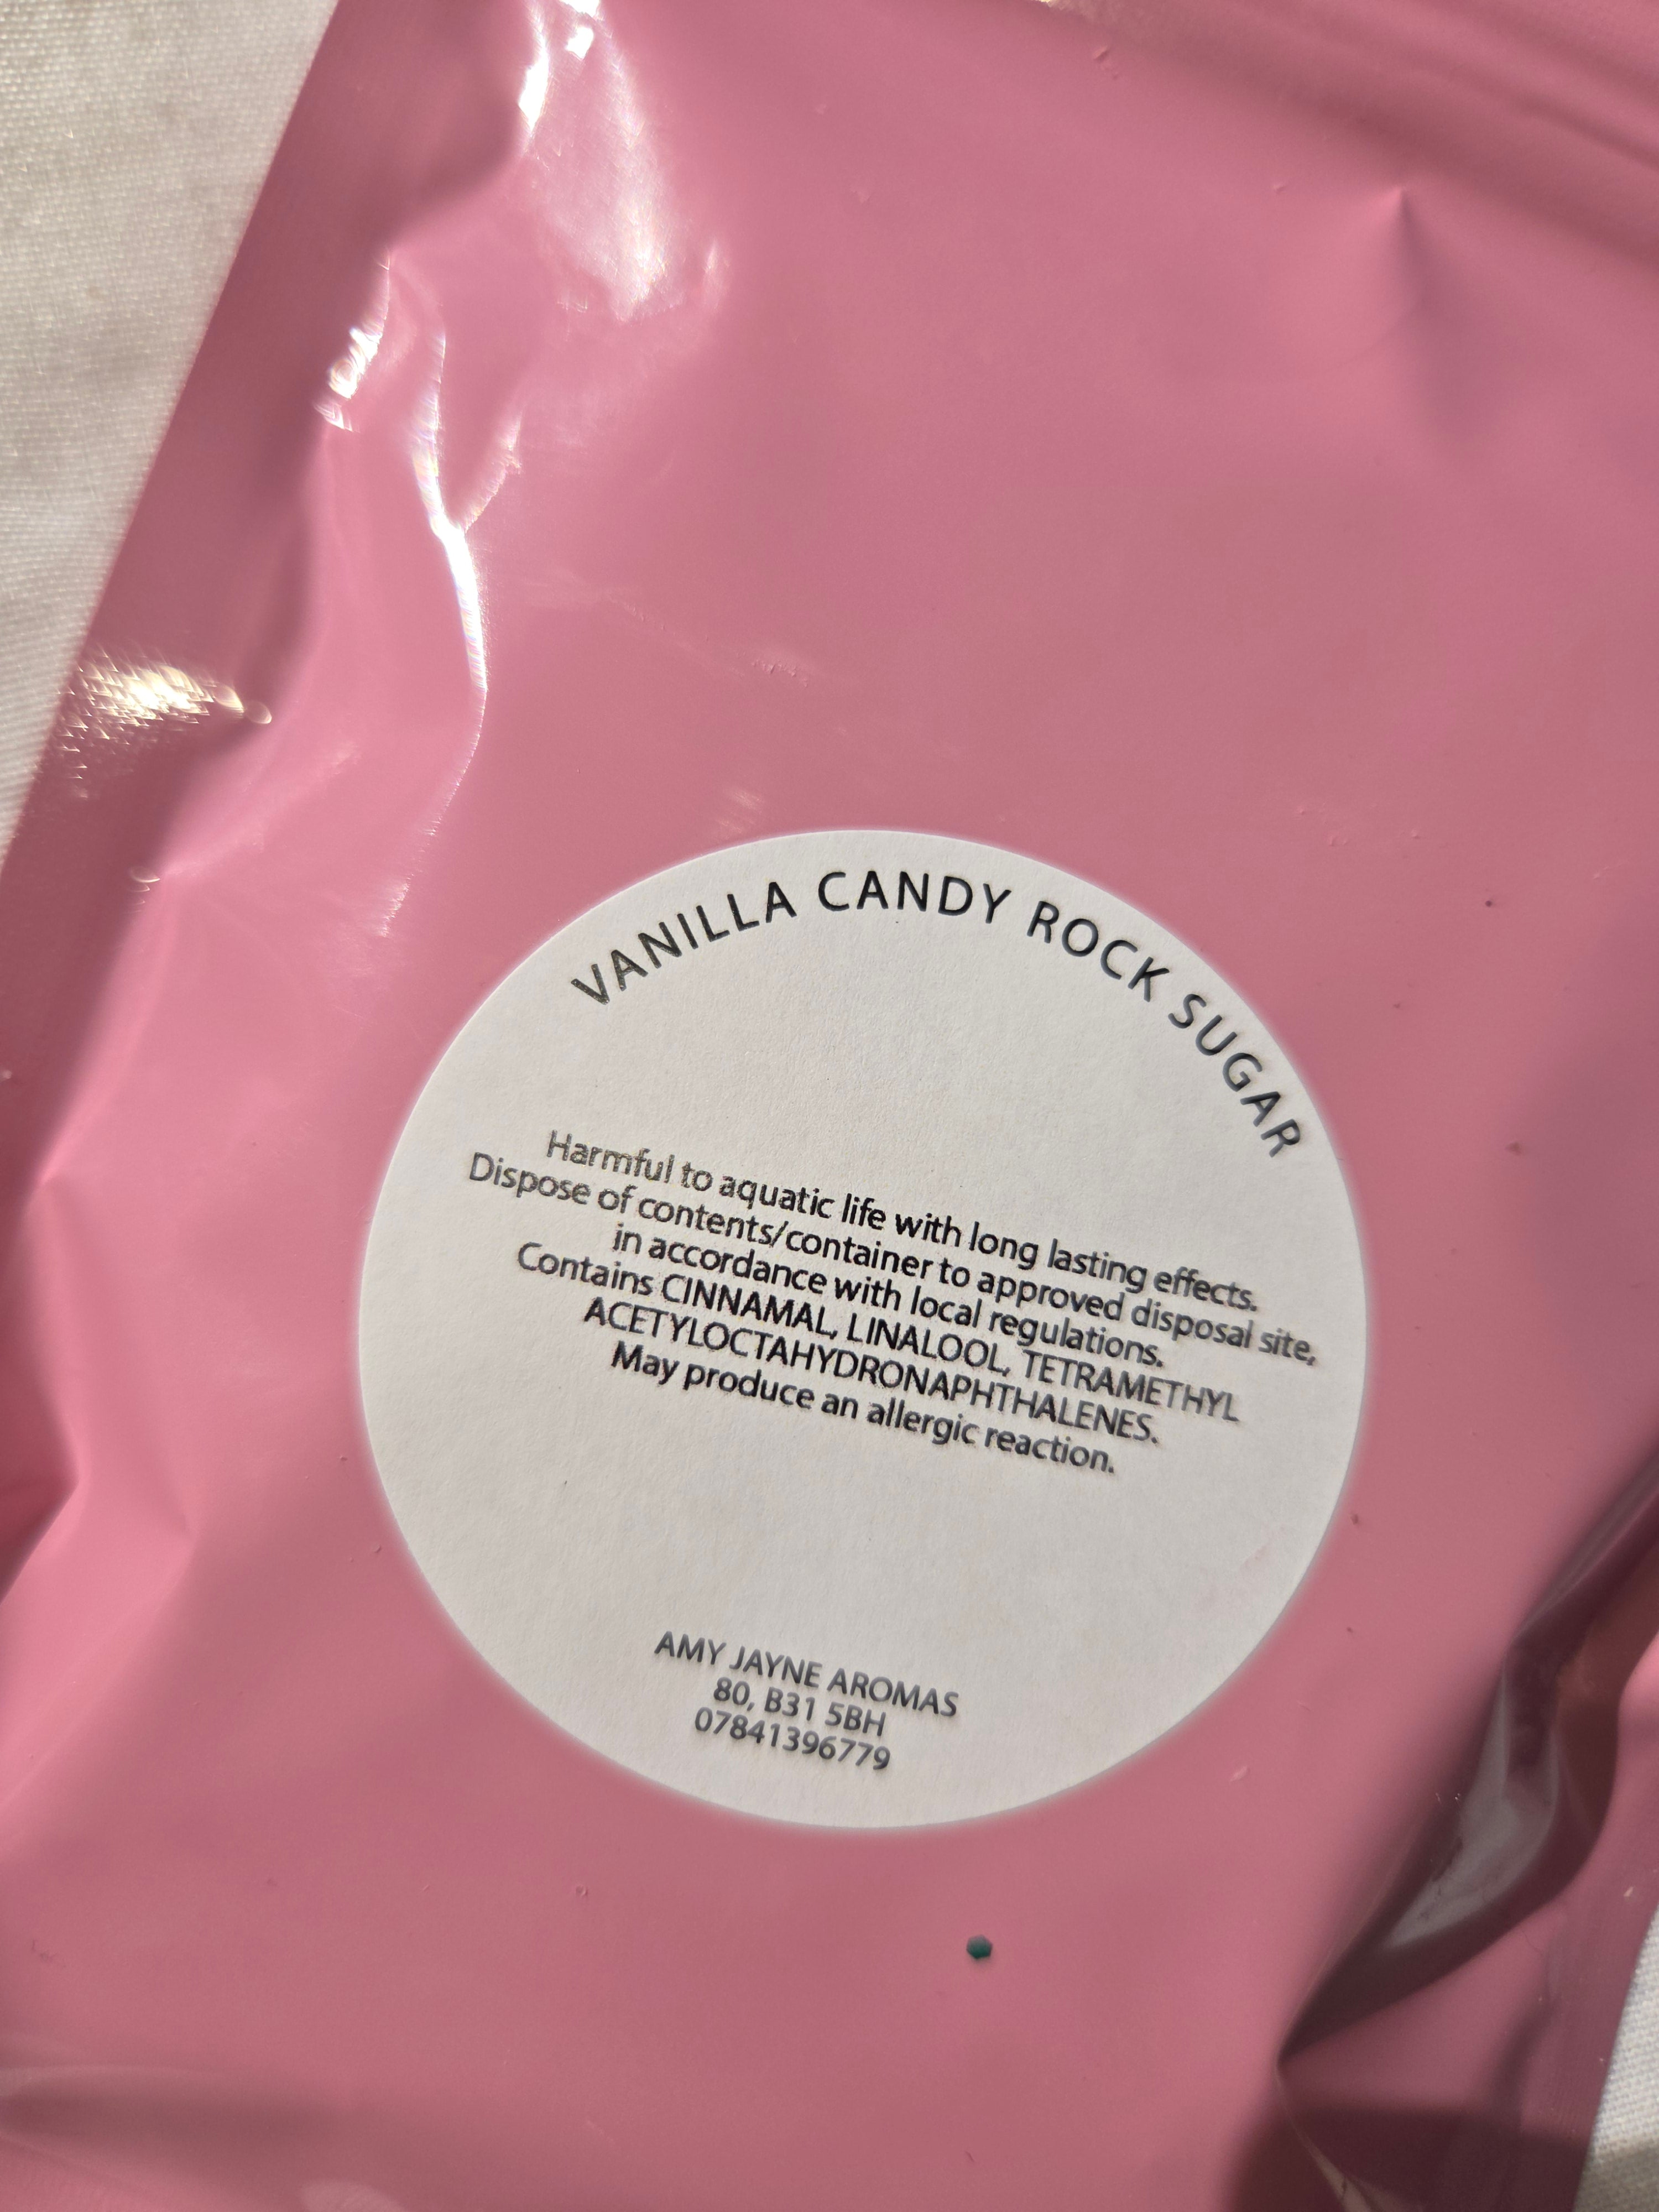 VANILLA CANDY ROCK SUGAR
Harmful to aquatic life with long lasting effects.
Dispose of contents/container to approved disposal site,
in accordance with local regulations.
Contains CINNAMAL, LINALOOL, TETRAMETHYL
ACETYLOCTAHYDRONAPHTHALENES.
May produce an allergic reaction.
AMY JAYNE AROMAS
80, B31 5BH
07841396779